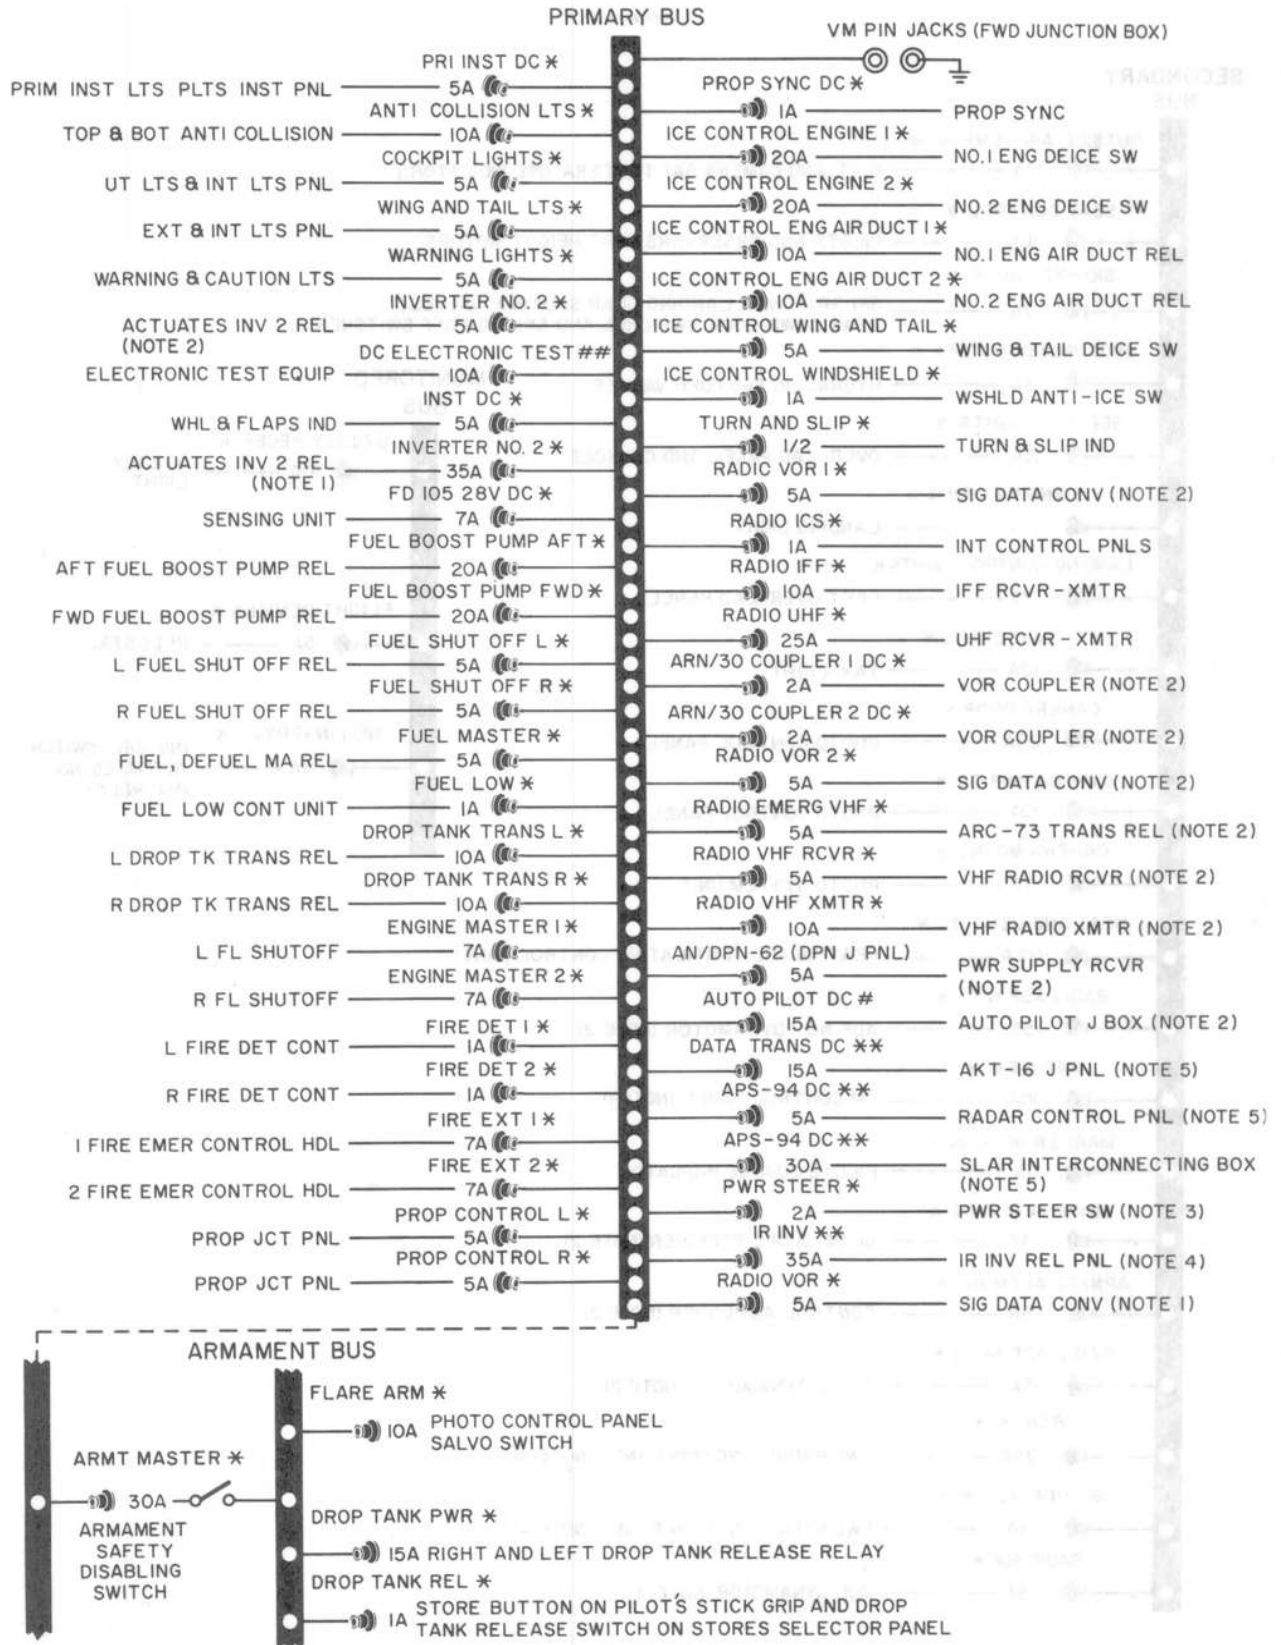 PRIMARY BUS
VM PIN JACKS (FWD JUNCTION BOX)
PRI INST DC *
PRIM INST LTS PLTS INST PNL 5A
ANTI COLLISION LTS *
TOP & BOT ANTI COLLISION 10A
COCKPIT LIGHTS *
UT LTS & INT LTS PNL 5A
WING AND TAIL LTS *
EXT & INT LTS PNL 5A
WARNING LIGHTS *
WARNING & CAUTION LTS 5A
INVERTER NO. 2 *
ACTUATES INV 2 REL 5A
(NOTE 2)
DC ELECTRONIC TEST ##
ELECTRONIC TEST EQUIP 10A
INST DC *
WHL & FLAPS IND 5A
INVERTER NO. 2 *
ACTUATES INV 2 REL 35A
(NOTE 1)
FD 105 28V DC *
SENSING UNIT 7A
FUEL BOOST PUMP AFT *
AFT FUEL BOOST PUMP REL 20A
FUEL BOOST PUMP FWD *
FWD FUEL BOOST PUMP REL 20A
FUEL SHUT OFF L *
L FUEL SHUT OFF REL 5A
FUEL SHUT OFF R *
R FUEL SHUT OFF REL 5A
FUEL MASTER *
FUEL, DEFUEL MA REL 5A
FUEL LOW *
FUEL LOW CONT UNIT 1A
DROP TANK TRANS L *
L DROP TK TRANS REL 10A
DROP TANK TRANS R *
R DROP TK TRANS REL 10A
ENGINE MASTER 1 *
L FL SHUTOFF 7A
ENGINE MASTER 2 *
R FL SHUTOFF 7A
FIRE DET 1 *
L FIRE DET CONT 1A
FIRE DET 2 *
R FIRE DET CONT 1A
FIRE EXT 1 *
1 FIRE EMER CONTROL HDL 7A
FIRE EXT 2 *
2 FIRE EMER CONTROL HDL 7A
PROP CONTROL L *
PROP JCT PNL 5A
PROP CONTROL R *
PROP JCT PNL 5A
PROP SYNC DC *
1A PROP SYNC
ICE CONTROL ENGINE 1 *
20A NO.1 ENG DEICE SW
ICE CONTROL ENGINE 2 *
20A NO.2 ENG DEICE SW
ICE CONTROL ENG AIR DUCT 1 *
10A NO.1 ENG AIR DUCT REL
ICE CONTROL ENG AIR DUCT 2 *
10A NO.2 ENG AIR DUCT REL
ICE CONTROL WING AND TAIL *
5A WING & TAIL DEICE SW
ICE CONTROL WINDSHIELD *
1A WSHLD ANTI-ICE SW
TURN AND SLIP *
1/2 TURN & SLIP IND
RADIO VOR 1 *
5A SIG DATA CONV (NOTE 2)
RADIO ICS *
1A INT CONTROL PNLS
RADIO IFF *
10A IFF RCVR-XMTR
RADIO UHF *
25A UHF RCVR-XMTR
ARN/30 COUPLER 1 DC *
2A VOR COUPLER (NOTE 2)
ARN/30 COUPLER 2 DC *
2A VOR COUPLER (NOTE 2)
RADIO VOR 2 *
5A SIG DATA CONV (NOTE 2)
RADIO EMERG VHF *
5A ARC-73 TRANS REL (NOTE 2)
RADIO VHF RCVR *
5A VHF RADIO RCVR (NOTE 2)
RADIO VHF XMTR *
10A VHF RADIO XMTR (NOTE 2)
AN/DPN-62 (DPN J PNL)
5A PWR SUPPLY RCVR
(NOTE 2)
AUTO PILOT DC #
15A AUTO PILOT J BOX (NOTE 2)
DATA TRANS DC **
15A AKT-16 J PNL (NOTE 5)
APS-94 DC **
5A RADAR CONTROL PNL (NOTE 5)
APS-94 DC **
30A SLAR INTERCONNECTING BOX
(NOTE 5)
PWR STEER *
2A PWR STEER SW (NOTE 3)
IR INV **
35A IR INV REL PNL (NOTE 4)
RADIO VOR *
5A SIG DATA CONV (NOTE 1)
ARMAMENT BUS
FLARE ARM *
10A PHOTO CONTROL PANEL
SALVO SWITCH
ARMT MASTER *
30A
ARMAMENT
SAFETY
DISABLING
SWITCH
DROP TANK PWR *
15A RIGHT AND LEFT DROP TANK RELEASE RELAY
DROP TANK REL *
1A STORE BUTTON ON PILOT'S STICK GRIP AND DROP
TANK RELEASE SWITCH ON STORES SELECTOR PANEL